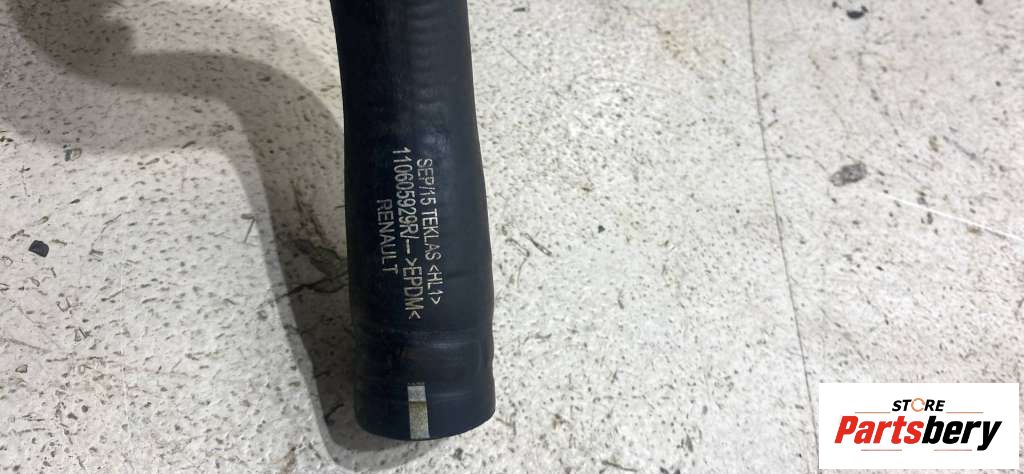 SEP/15 TEKLAS <HL1>
110605929R/--- >EPDM<
RENAULT
STORE
Partsbery